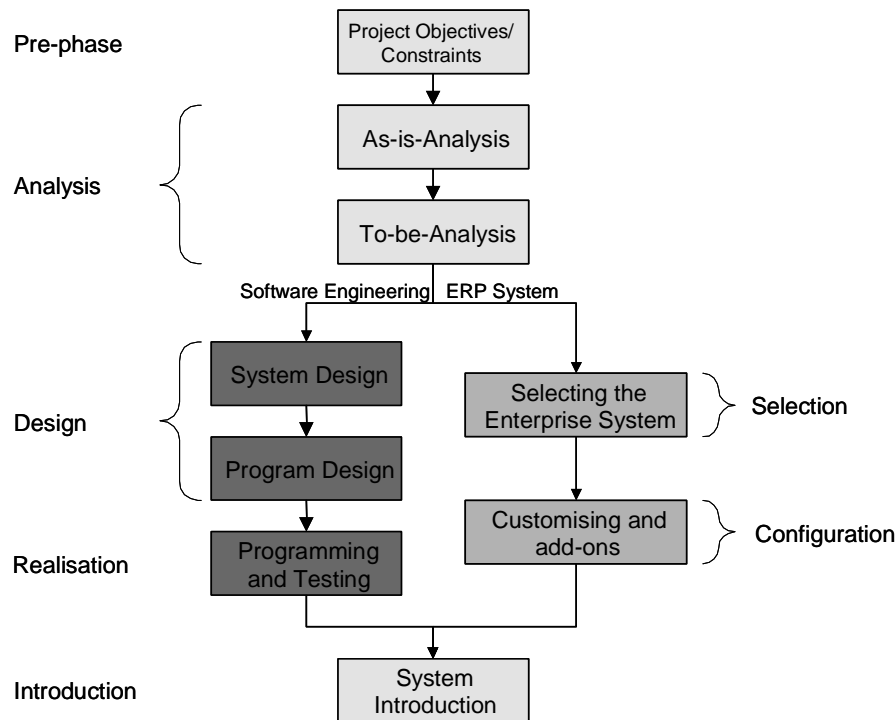 Pre-phase
Project Objectives/
Constraints
As-is-Analysis
Analysis
To-be-Analysis
Software Engineering
ERP System
System Design
Selecting the
Enterprise System
Selection
Design
Program Design
Customising and
add-ons
Configuration
Realisation
Programming
and Testing
Introduction
System
Introduction